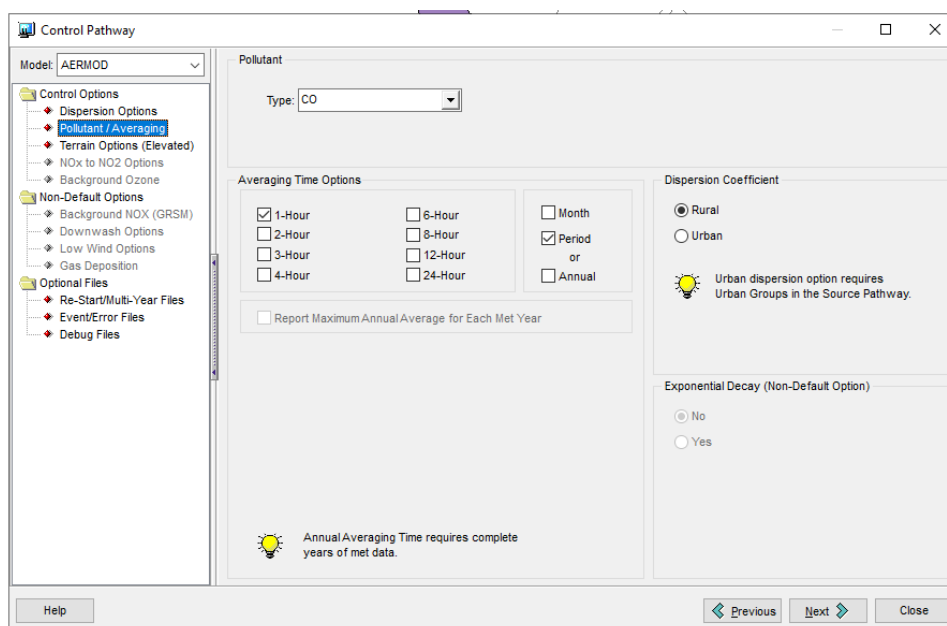 Control Pathway
Model: AERMOD
Control Options
Dispersion Options
Pollutant / Averaging
Terrain Options (Elevated)
NOx to NO2 Options
Background Ozone
Non-Default Options
Background NOX (GRSM)
Downwash Options
Low Wind Options
Gas Deposition
Optional Files
Re-Start/Multi-Year Files
Event/Error Files
Debug Files
Pollutant
Type: CO
Averaging Time Options
1-Hour 6-Hour
2-Hour 8-Hour
3-Hour 12-Hour
4-Hour 24-Hour
Month
Period
or
Annual
Report Maximum Annual Average for Each Met Year
Annual Averaging Time requires complete
years of met data.
Dispersion Coefficient
Rural
Urban
Urban dispersion option requires
Urban Groups in the Source Pathway.
Exponential Decay (Non-Default Option)
No
Yes
Help Previous Next Close